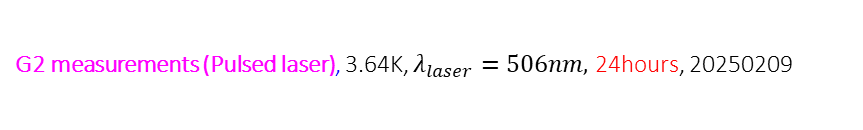 G2 measurements (Pulsed laser), 3.64K, λlaser = 506nm, 24hours, 20250209